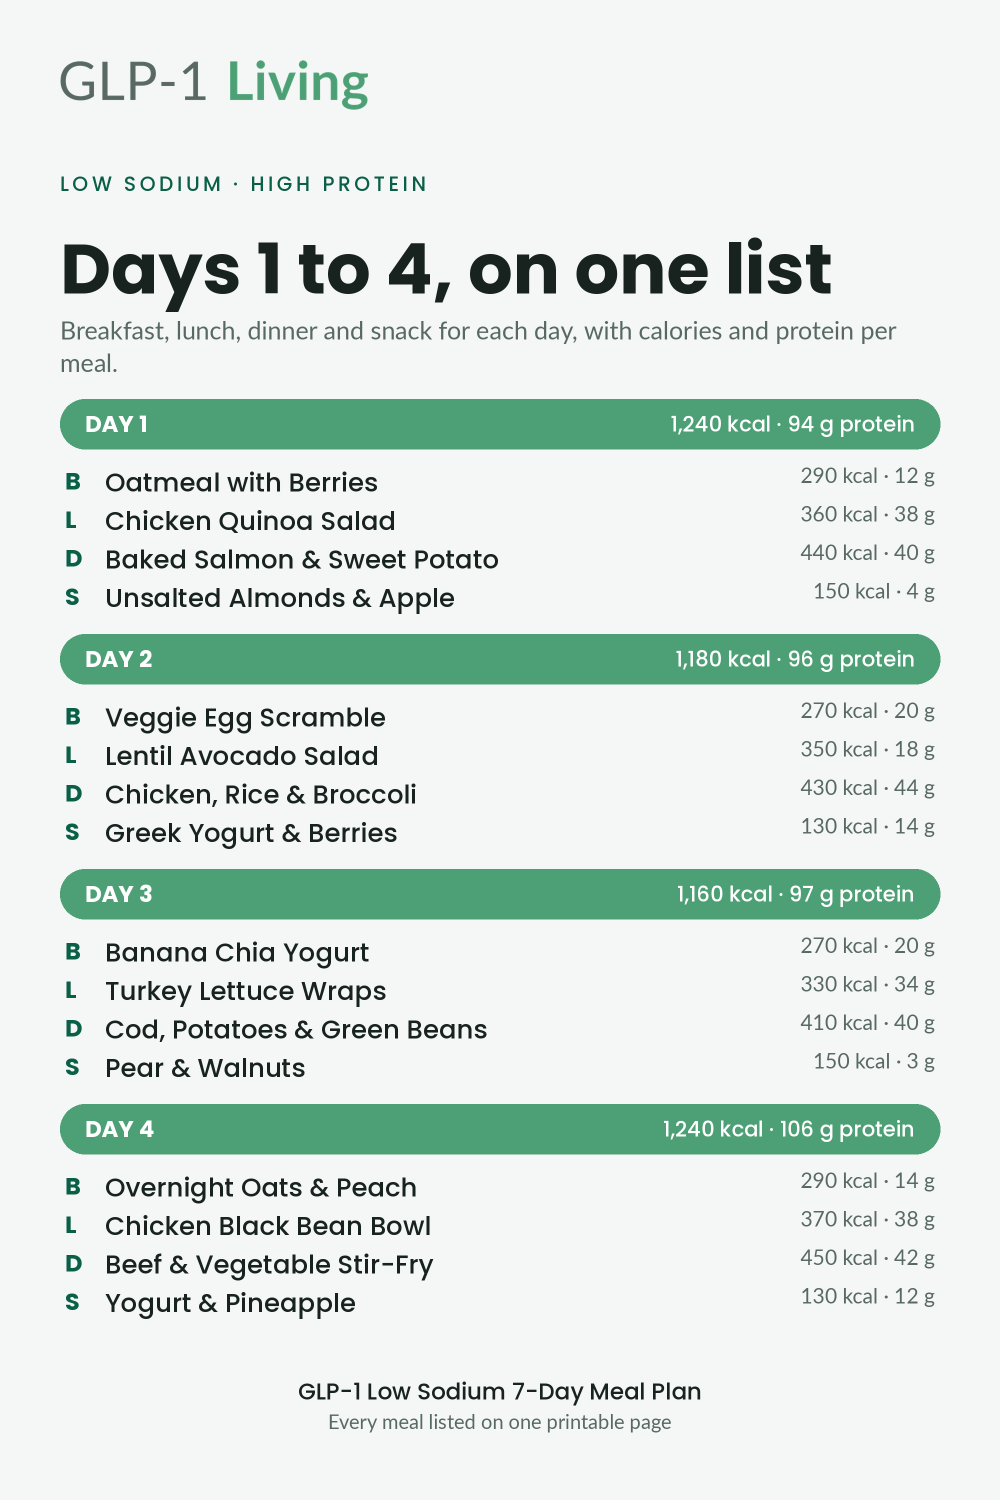 GLP-1 Living
LOW SODIUM · HIGH PROTEIN
Days 1 to 4, on one list
Breakfast, lunch, dinner and snack for each day, with calories and protein per
meal.
DAY 1 1,240 kcal · 94 g protein
B Oatmeal with Berries 290 kcal · 12 g
L Chicken Quinoa Salad 360 kcal · 38 g
D Baked Salmon & Sweet Potato 440 kcal · 40 g
S Unsalted Almonds & Apple 150 kcal · 4 g
DAY 2 1,180 kcal · 96 g protein
B Veggie Egg Scramble 270 kcal · 20 g
L Lentil Avocado Salad 350 kcal · 18 g
D Chicken, Rice & Broccoli 430 kcal · 44 g
S Greek Yogurt & Berries 130 kcal · 14 g
DAY 3 1,160 kcal · 97 g protein
B Banana Chia Yogurt 270 kcal · 20 g
L Turkey Lettuce Wraps 330 kcal · 34 g
D Cod, Potatoes & Green Beans 410 kcal · 40 g
S Pear & Walnuts 150 kcal · 3 g
DAY 4 1,240 kcal · 106 g protein
B Overnight Oats & Peach 290 kcal · 14 g
L Chicken Black Bean Bowl 370 kcal · 38 g
D Beef & Vegetable Stir-Fry 450 kcal · 42 g
S Yogurt & Pineapple 130 kcal · 12 g
GLP-1 Low Sodium 7-Day Meal Plan
Every meal listed on one printable page